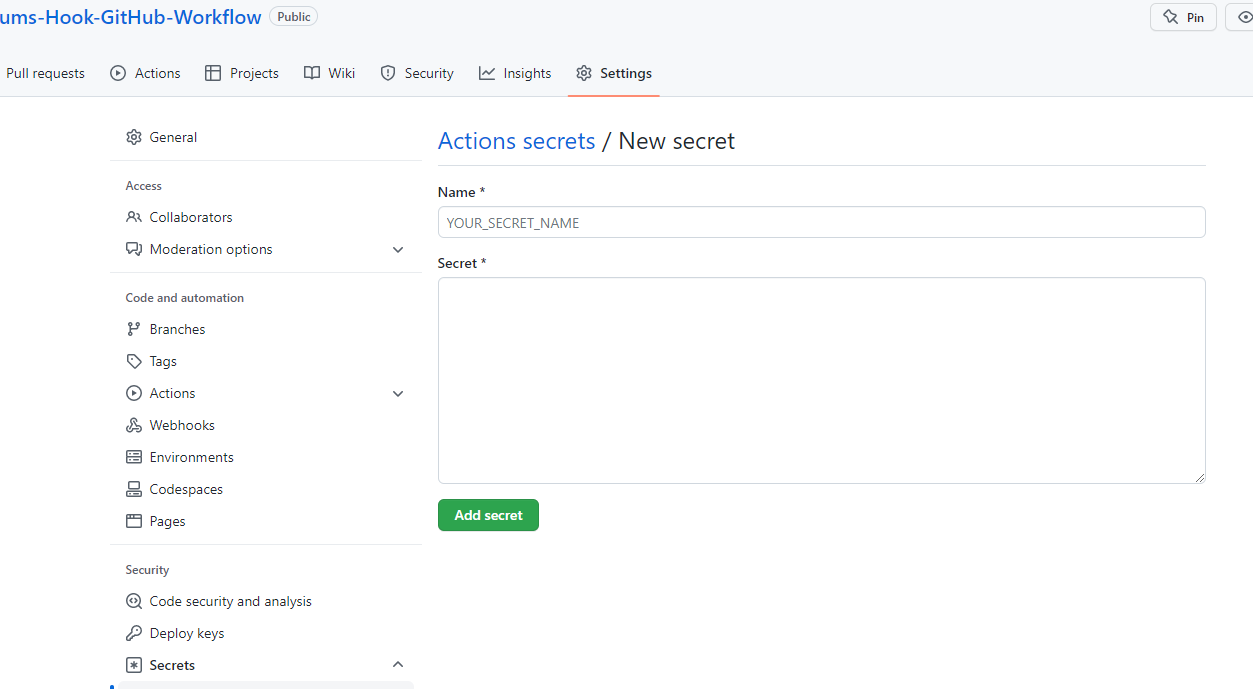 ums-Hook-GitHub-Workflow Public Pin
Pull requests Actions Projects Wiki Security Insights Settings
General
Access
Collaborators
Moderation options
Code and automation
Branches
Tags
Actions
Webhooks
Environments
Codespaces
Pages
Security
Code security and analysis
Deploy keys
Secrets
Actions secrets / New secret
Name *
YOUR_SECRET_NAME
Secret *
Add secret